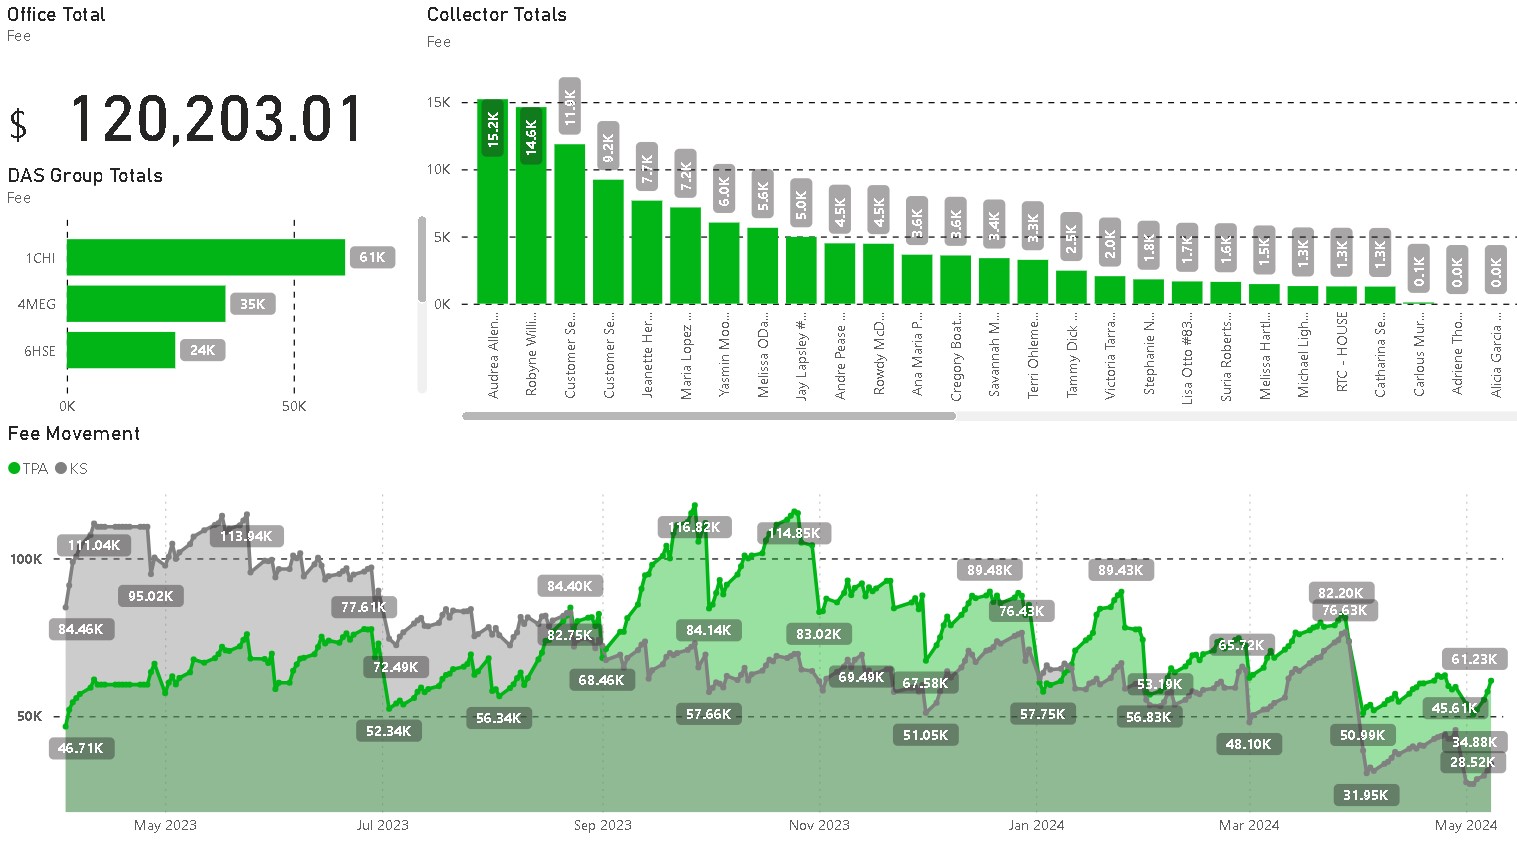 Office Total
Fee
$ 120,203.01
DAS Group Totals
Fee
1CHI 61K
4MEG 35K
6HSE 24K
0K 50K
Collector Totals
Fee
15K
10K
5K
0K
15.2K
14.6K
11.9K
9.2K
7.7K
7.2K
6.0K
5.6K
5.0K
4.5K
4.5K
3.6K
3.6K
3.4K
3.3K
2.5K
2.0K
1.8K
1.7K
1.6K
1.5K
1.3K
1.3K
1.3K
0.1K
0.0K
0.0K
Audrea Allen...
Robyne Willi...
Customer Se...
Customer Se...
Jeanette Her...
Maria Lopez ...
Yasmin Moo...
Melissa ODa...
Jay Lapsley #...
Andre Pease ...
Rowdy McD...
Ana Maria P...
Cregory Boat...
Savannah M...
Terri Ohleme...
Tammy Dick ...
Victoria Tarra...
Stephanie N...
Lisa Otto #83...
Suria Roberts...
Melissa Hartl...
Michael Ligh...
RTC - HOUSE
Catharina Se...
Carlous Mur...
Adriene Tho...
Alicia Garcia ...
Fee Movement
TPA KS
100K
50K
111.04K
95.02K
84.46K
46.71K
113.94K
77.61K
72.49K
52.34K
56.34K
84.40K
82.75K
68.46K
116.82K
84.14K
57.66K
114.85K
83.02K
69.49K
67.58K
51.05K
89.48K
76.43K
57.75K
89.43K
53.19K
56.83K
65.72K
48.10K
82.20K
76.63K
50.99K
31.95K
61.23K
45.61K
34.88K
28.52K
May 2023
Jul 2023
Sep 2023
Nov 2023
Jan 2024
Mar 2024
May 2024